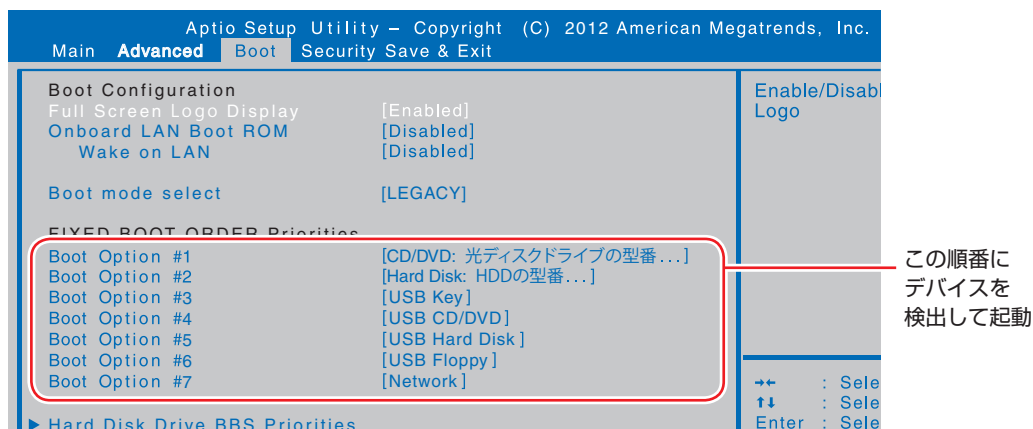 Aptio Setup Utility – Copyright (C) 2012 American Megatrends, Inc.
Main Advanced Boot Security Save & Exit
Boot Configuration
Full Screen Logo Display [Enabled]
Onboard LAN Boot ROM [Disabled]
Wake on LAN [Disabled]
Boot mode select [LEGACY]
FIXED BOOT ORDER Priorities
Boot Option #1 [CD/DVD: 光ディスクドライブの型番...]
Boot Option #2 [Hard Disk: HDDの型番...]
Boot Option #3 [USB Key]
Boot Option #4 [USB CD/DVD]
Boot Option #5 [USB Hard Disk]
Boot Option #6 [USB Floppy]
Boot Option #7 [Network]
Hard Disk Drive BBS Priorities
Enable/Disabl
Logo
→← : Sele
↑↓ : Sele
Enter : Sele
この順番に
デバイスを
検出して起動